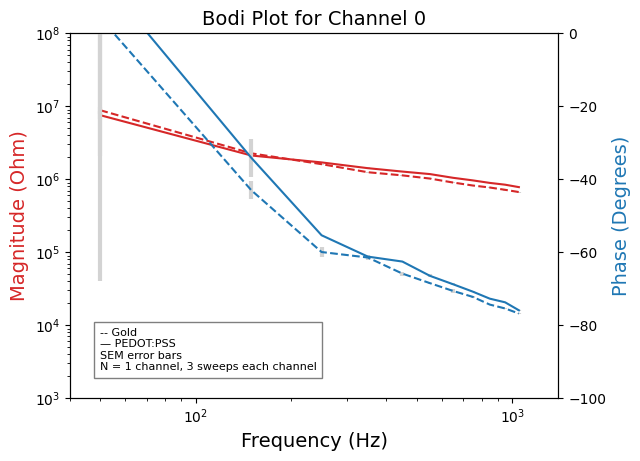 Bodi Plot for Channel 0
10^8
10^7
10^6
10^5
10^4
10^3
Magnitude (Ohm)
0
−20
−40
−60
−80
−100
Phase (Degrees)
-- Gold
— PEDOT:PSS
SEM error bars
N = 1 channel, 3 sweeps each channel
10^2
10^3
Frequency (Hz)